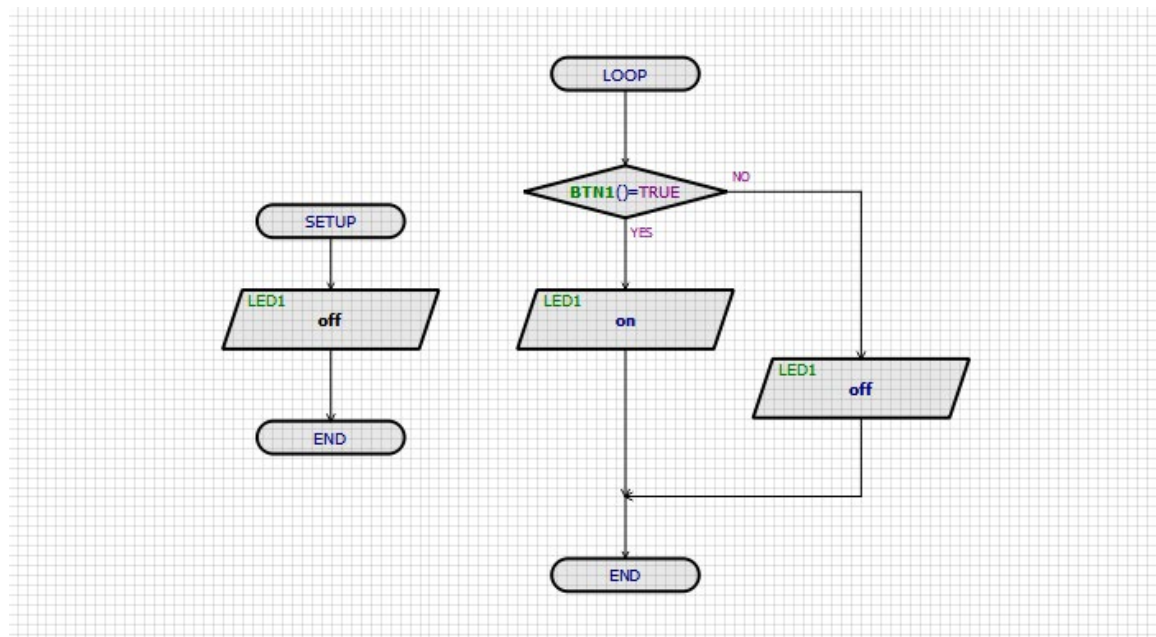 SETUP
LED1
off
END
LOOP
BTN1()=TRUE
NO
YES
LED1
on
LED1
off
END